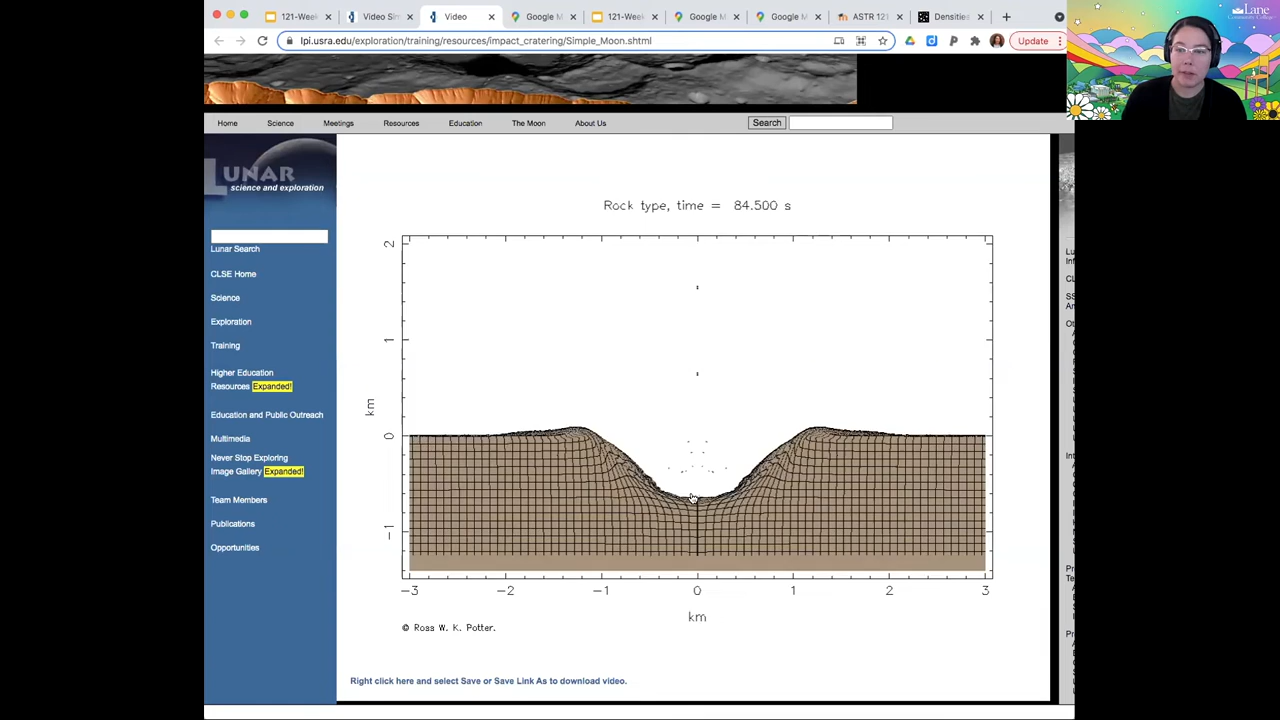 121-Week
Video Sim
Video
Google M
121-Week
Google M
Google M
ASTR 121
Densities
Lane
Community College
lpi.usra.edu/exploration/training/resources/impact_cratering/Simple_Moon.shtml
Update
Home
Science
Meetings
Resources
Education
The Moon
About Us
Search
LUNAR
science and exploration
Lunar Search
CLSE Home
Science
Exploration
Training
Higher Education
Resources Expanded!
Education and Public Outreach
Multimedia
Never Stop Exploring
Image Gallery Expanded!
Team Members
Publications
Opportunities
Rock type, time = 84.500 s
2
1
0
-1
km
-3 -2 -1 0 1 2 3
km
© Ross W. K. Potter.
Right click here and select Save or Save Link As to download video.